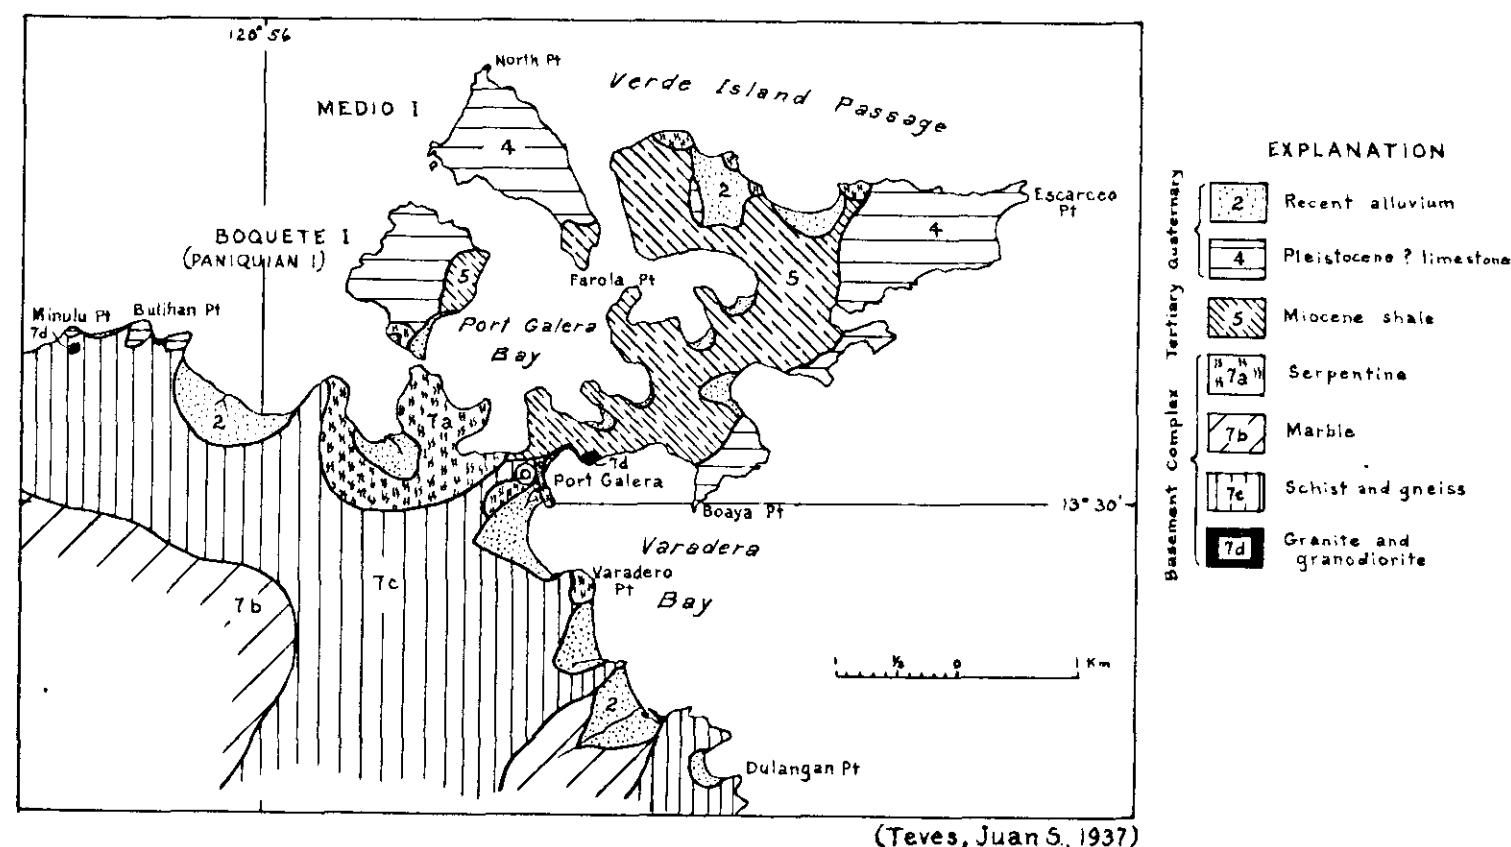 120° 56
North Pt
Verde Island Passage
MEDIO I
4
2
Escarceo
Pt
4
BOQUETE I
(PANIQUIAN I)
5
5
Farola Pt
Minulu Pt
7d
Butihan Pt
Port Galera
Bay
2
7a
7d
Port Galera
Boaya Pt
13° 30'
Varadera
Bay
7c
Varadero
Pt
7b
2
Dulangan Pt
1
½
0
1 Km
EXPLANATION
Quaternary
2 Recent alluvium
4 Pleistocene ? limestone
Tertiary
5 Miocene shale
Basement Complex
7a Serpentine
7b Marble
7c Schist and gneiss
7d Granite and
granodiorite
(Teves, Juan S., 1937)